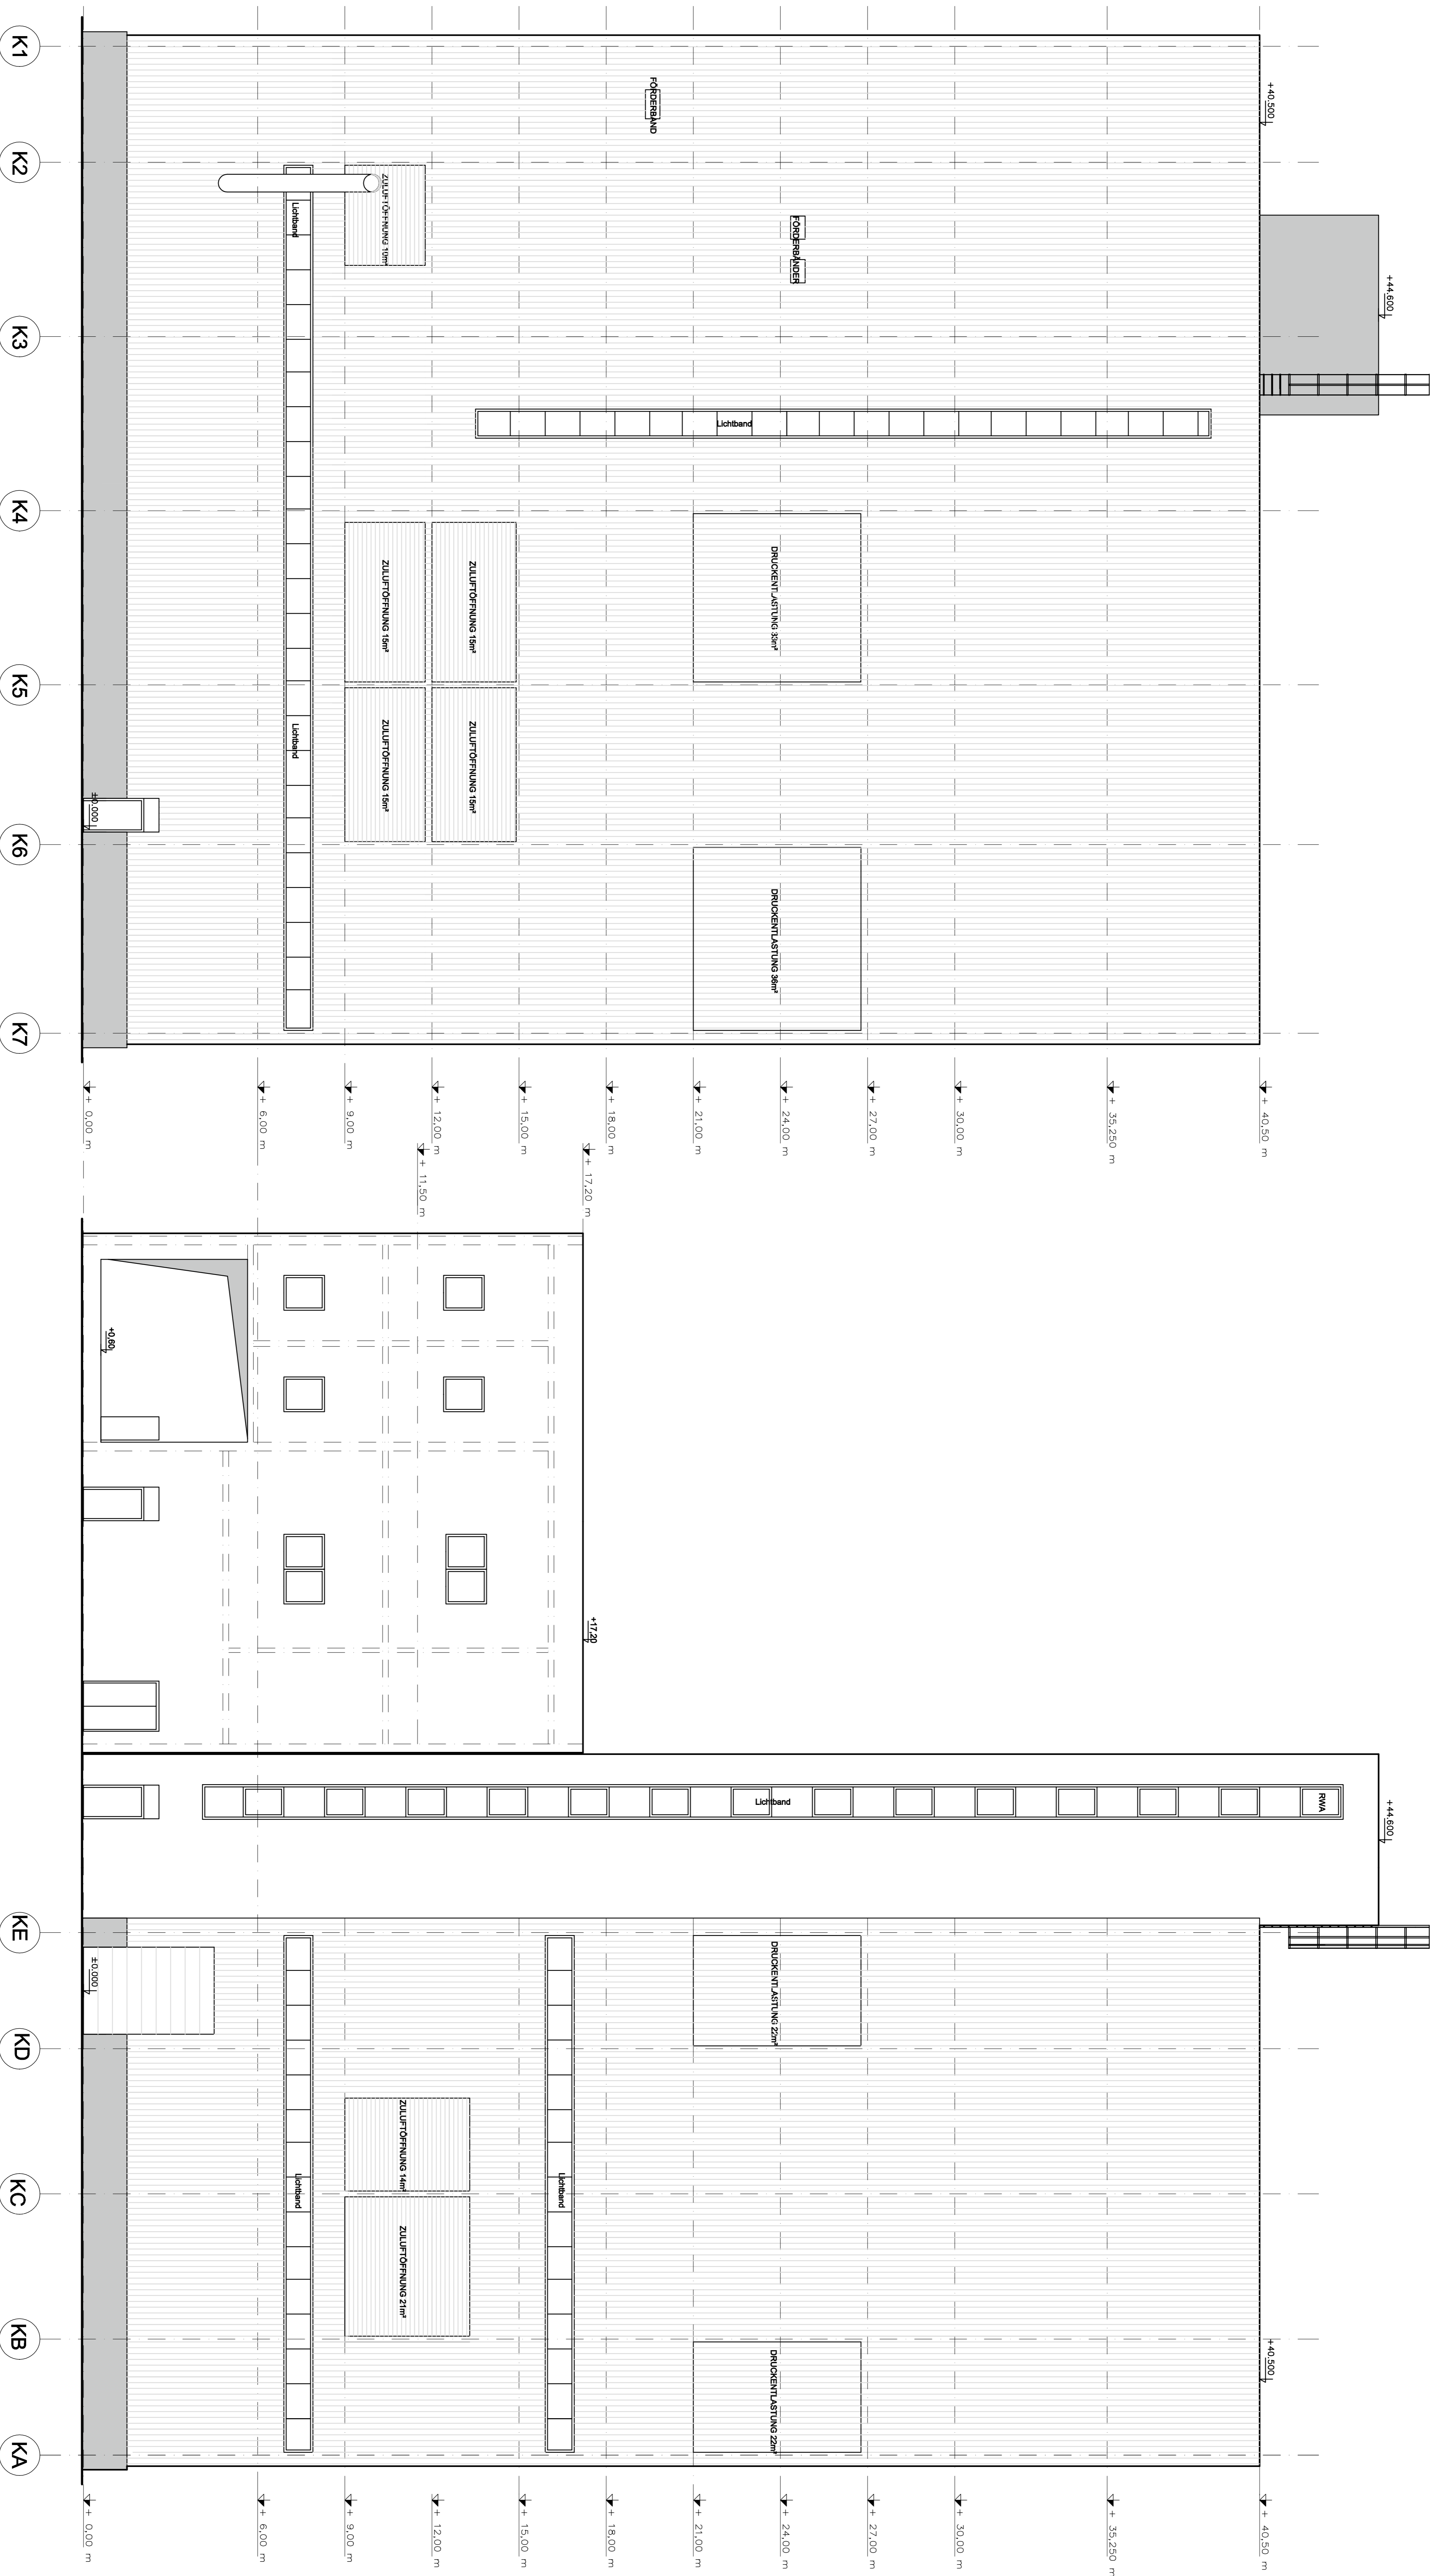 +44.600
+40.500
FÖRDERBAND
FÖRDERBÄNDER
Lichtband
DRUCKENTLASTUNG 33m²
DRUCKENTLASTUNG 36m²
ZULUFTÖFFNUNG 10m²
ZULUFTÖFFNUNG 15m²
ZULUFTÖFFNUNG 15m²
ZULUFTÖFFNUNG 15m²
ZULUFTÖFFNUNG 15m²
Lichtband
Lichtband
±0.000
K1
K2
K3
K4
K5
K6
K7
+ 40,50 m
+ 35,250 m
+ 30,00 m
+ 27,00 m
+ 24,00 m
+ 21,00 m
+ 18,00 m
+ 15,00 m
+ 12,00 m
+ 9,00 m
+ 6,00 m
+ 0,00 m
+ 17,20 m
+ 11,50 m
+17,20
+0,60
+44.600
RWA
Lichtband
+40.500
DRUCKENTLASTUNG 22m²
DRUCKENTLASTUNG 22m²
Lichtband
ZULUFTÖFFNUNG 14m²
ZULUFTÖFFNUNG 21m²
Lichtband
±0.000
KE
KD
KC
KB
KA
+ 40,50 m
+ 35,250 m
+ 30,00 m
+ 27,00 m
+ 24,00 m
+ 21,00 m
+ 18,00 m
+ 15,00 m
+ 12,00 m
+ 9,00 m
+ 6,00 m
+ 0,00 m